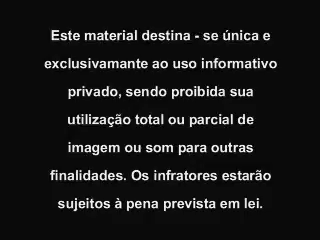 Este material destina - se única e
exclusivamante ao uso informativo
privado, sendo proibida sua
utilização total ou parcial de
imagem ou som para outras
finalidades. Os infratores estarão
sujeitos à pena prevista em lei.